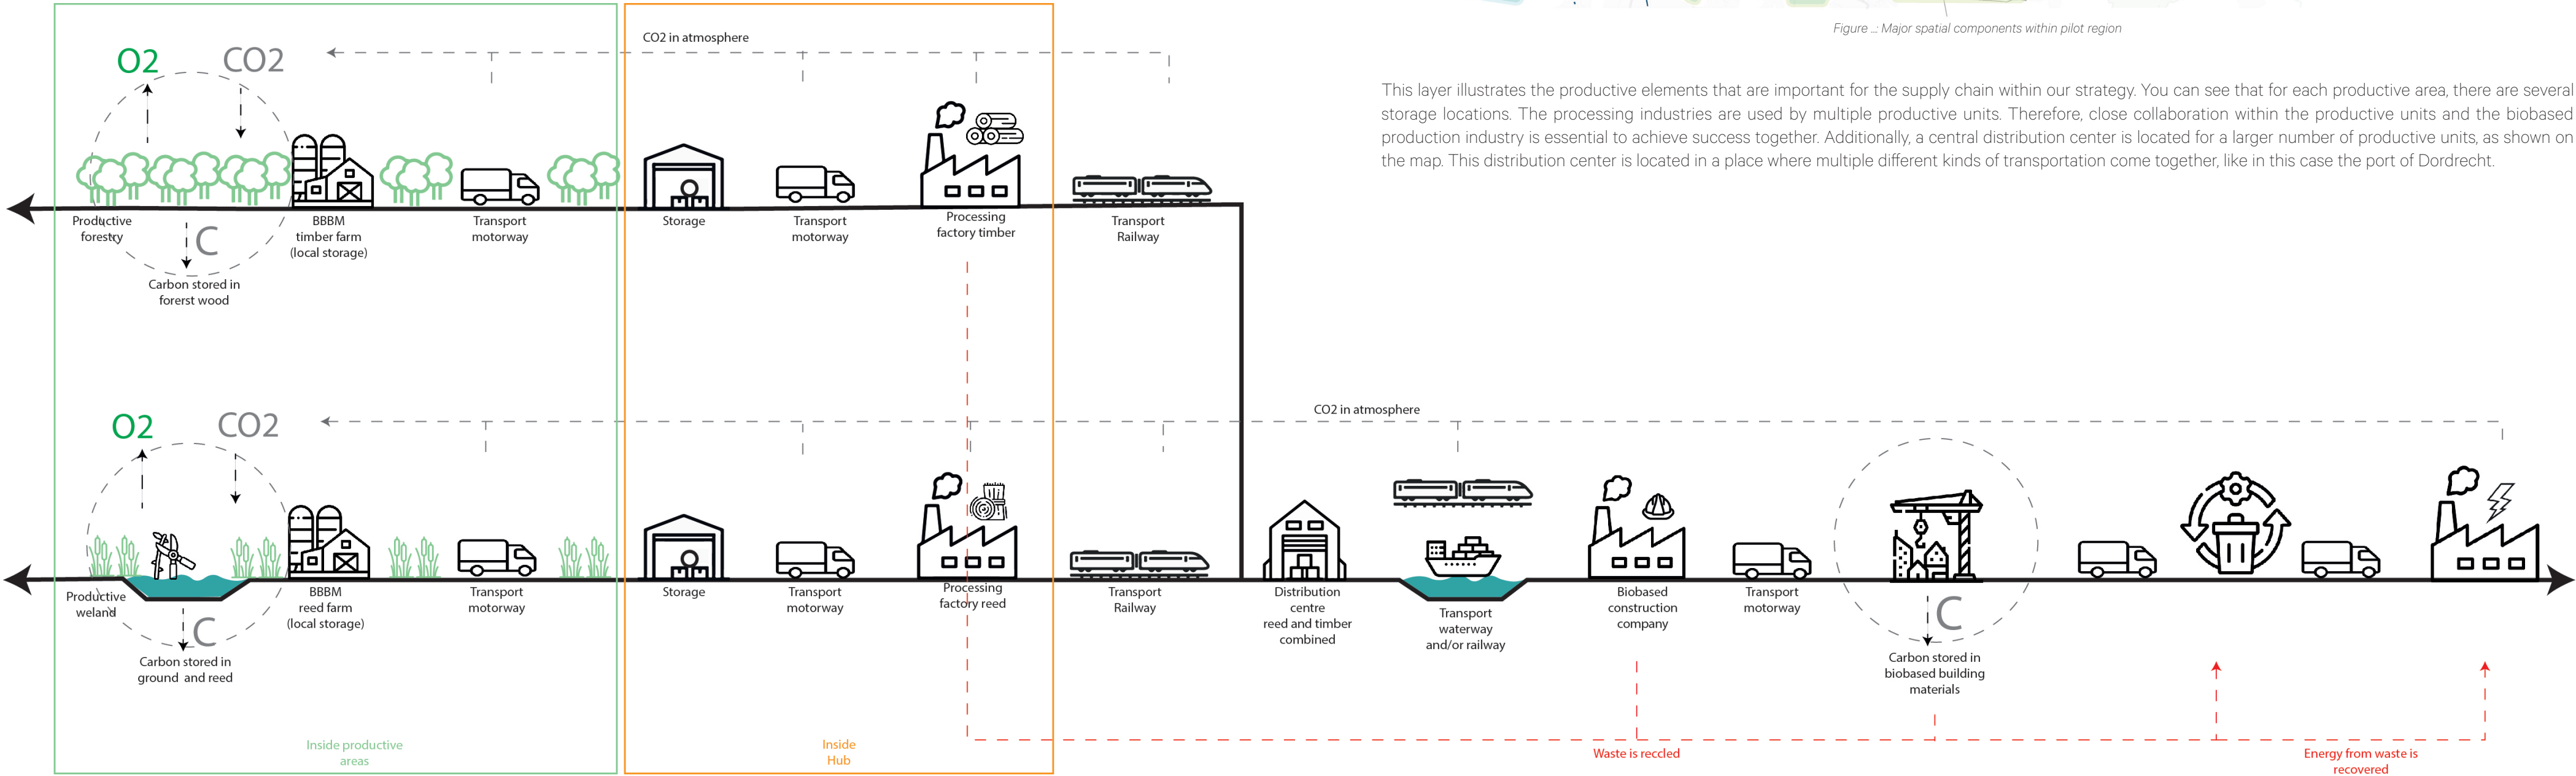 Figure ..: Major spatial components within pilot region
This layer illustrates the productive elements that are important for the supply chain within our strategy. You can see that for each productive area, there are several
storage locations. The processing industries are used by multiple productive units. Therefore, close collaboration within the productive units and the biobased
production industry is essential to achieve success together. Additionally, a central distribution center is located for a larger number of productive units, as shown on
the map. This distribution center is located in a place where multiple different kinds of transportation come together, like in this case the port of Dordrecht.
CO2 in atmosphere
O2
CO2
Productive
forestry
C
Carbon stored in
forerst wood
BBBM
timber farm
(local storage)
Transport
motorway
Storage
Transport
motorway
Processing
factory timber
Transport
Railway
CO2 in atmosphere
O2
CO2
Productive
weland
C
Carbon stored in
ground and reed
BBBM
reed farm
(local storage)
Transport
motorway
Storage
Transport
motorway
Processing
factory reed
Transport
Railway
Distribution
centre
reed and timber
combined
Transport
waterway
and/or railway
Biobased
construction
company
Transport
motorway
C
Carbon stored in
biobased building
materials
Inside productive
areas
Inside
Hub
Waste is reccled
Energy from waste is
recovered